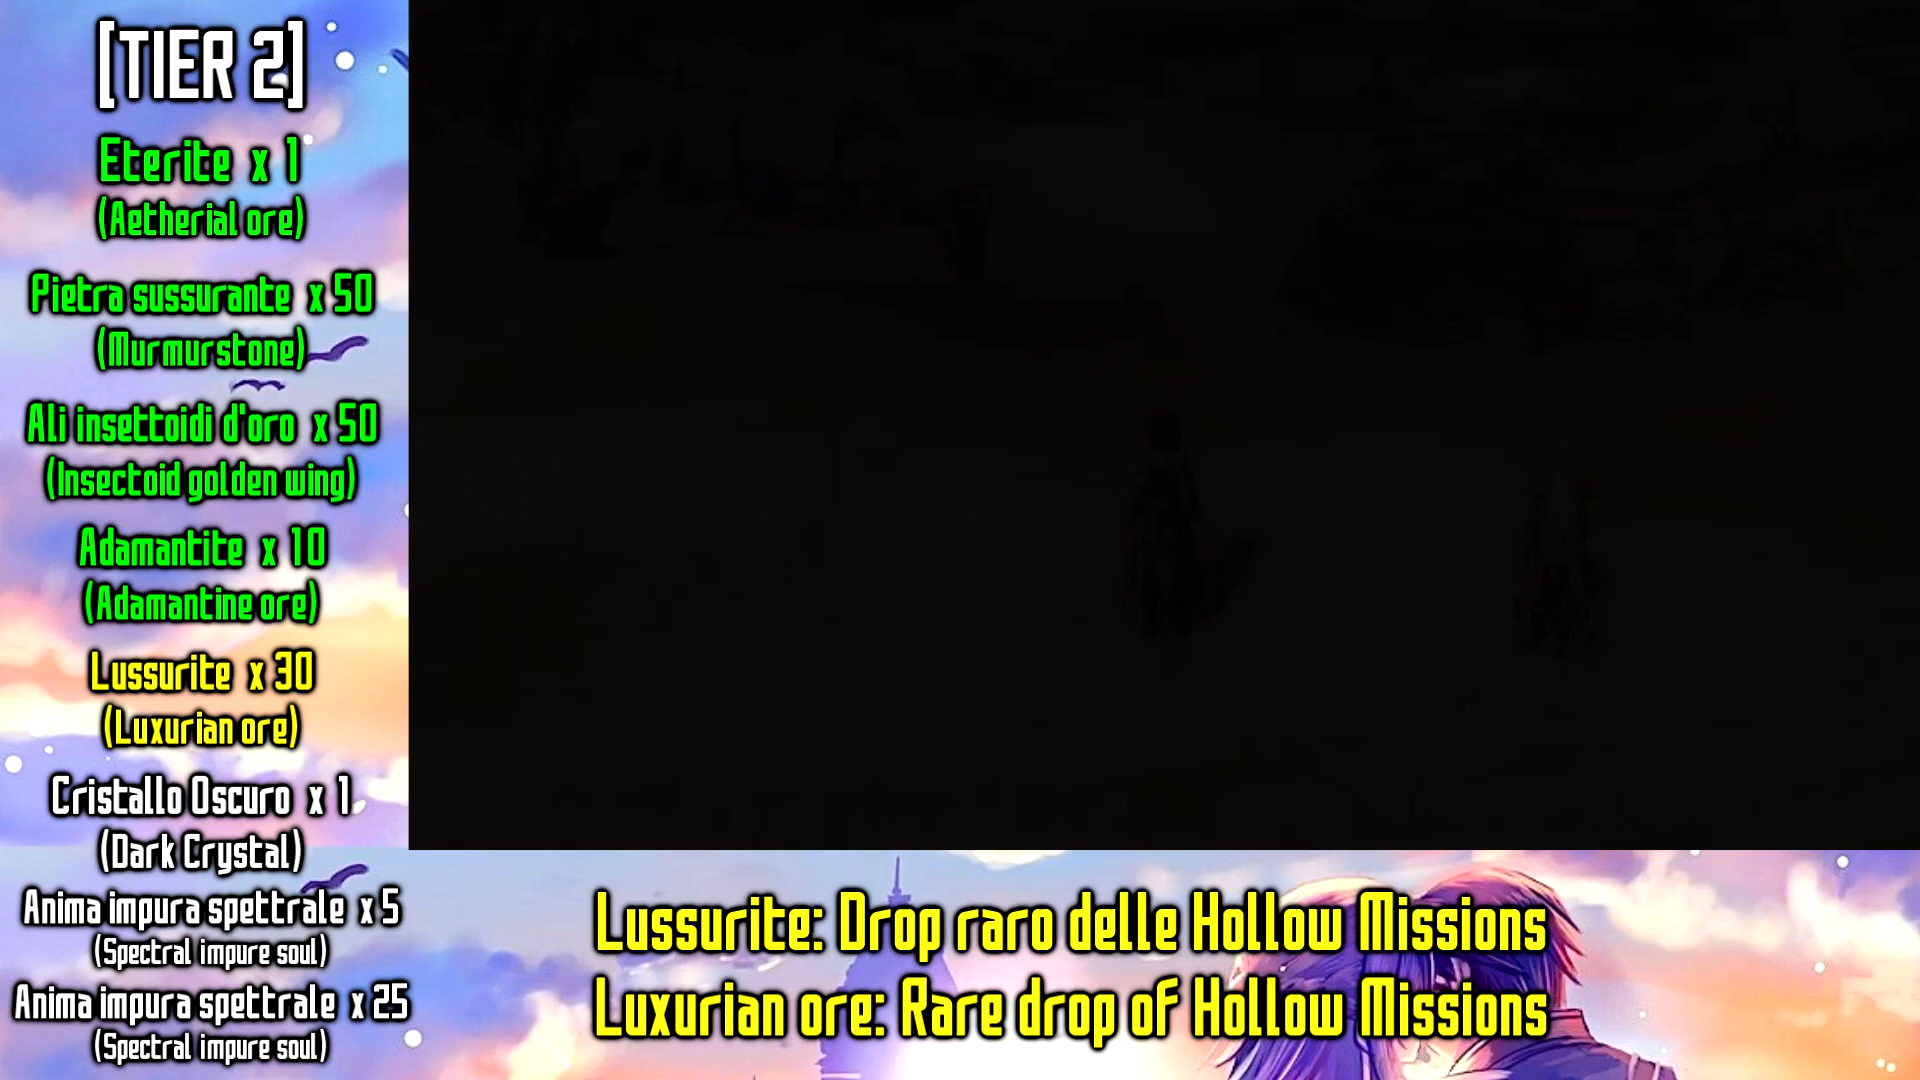 [TIER 2]
Eterite x 1
(Aetherial ore)
Pietra sussurante x 50
(Murmurstone)
Ali insettoidi d'oro x 50
(Insectoid golden wing)
Adamantite x 10
(Adamantine ore)
Lussurite x 30
(Luxurian ore)
Cristallo Oscuro x 1
(Dark Crystal)
Anima impura spettrale x 5
(Spectral impure soul)
Anima impura spettrale x 25
(Spectral impure soul)
Lussurite: Drop raro delle Hollow Missions
Luxurian ore: Rare drop of Hollow Missions